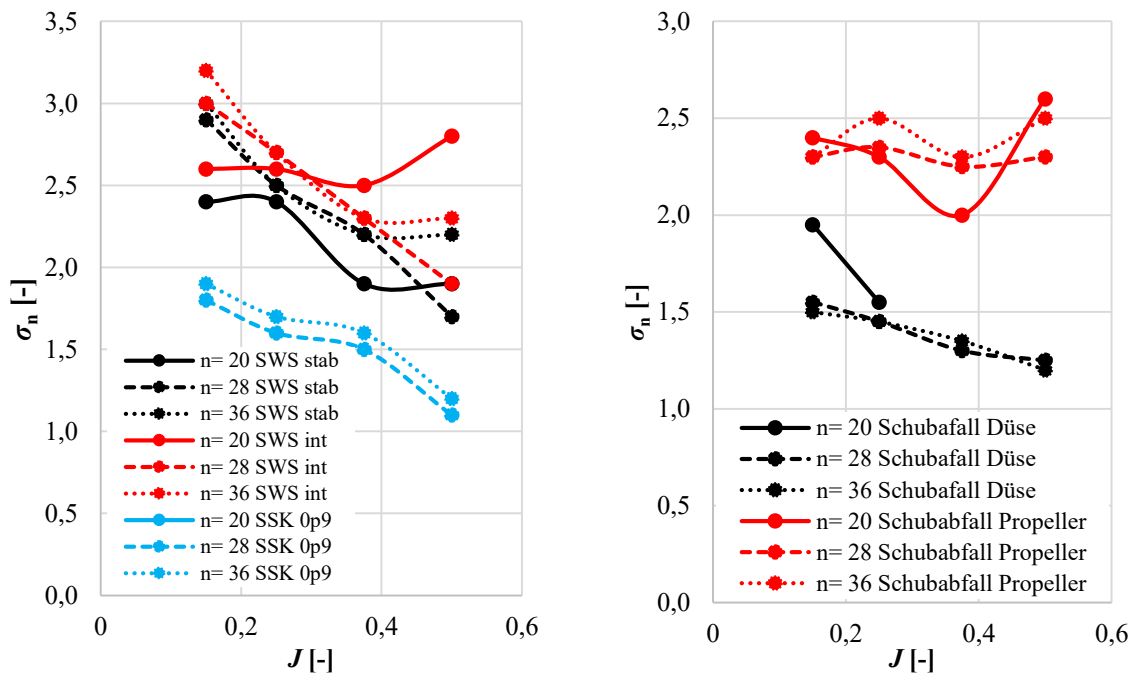 3,5
3,0
2,5
2,0
1,5
1,0
0,5
0,0
σn [-]
n= 20 SWS stab
n= 28 SWS stab
n= 36 SWS stab
n= 20 SWS int
n= 28 SWS int
n= 36 SWS int
n= 20 SSK 0p9
n= 28 SSK 0p9
n= 36 SSK 0p9
0 0,2 0,4 0,6
J [-]
3,0
2,5
2,0
1,5
1,0
0,5
0,0
σn [-]
n= 20 Schubafall Düse
n= 28 Schubafall Düse
n= 36 Schubafall Düse
n= 20 Schubabfall Propeller
n= 28 Schubabfall Propeller
n= 36 Schubabfall Propeller
0 0,2 0,4 0,6
J [-]